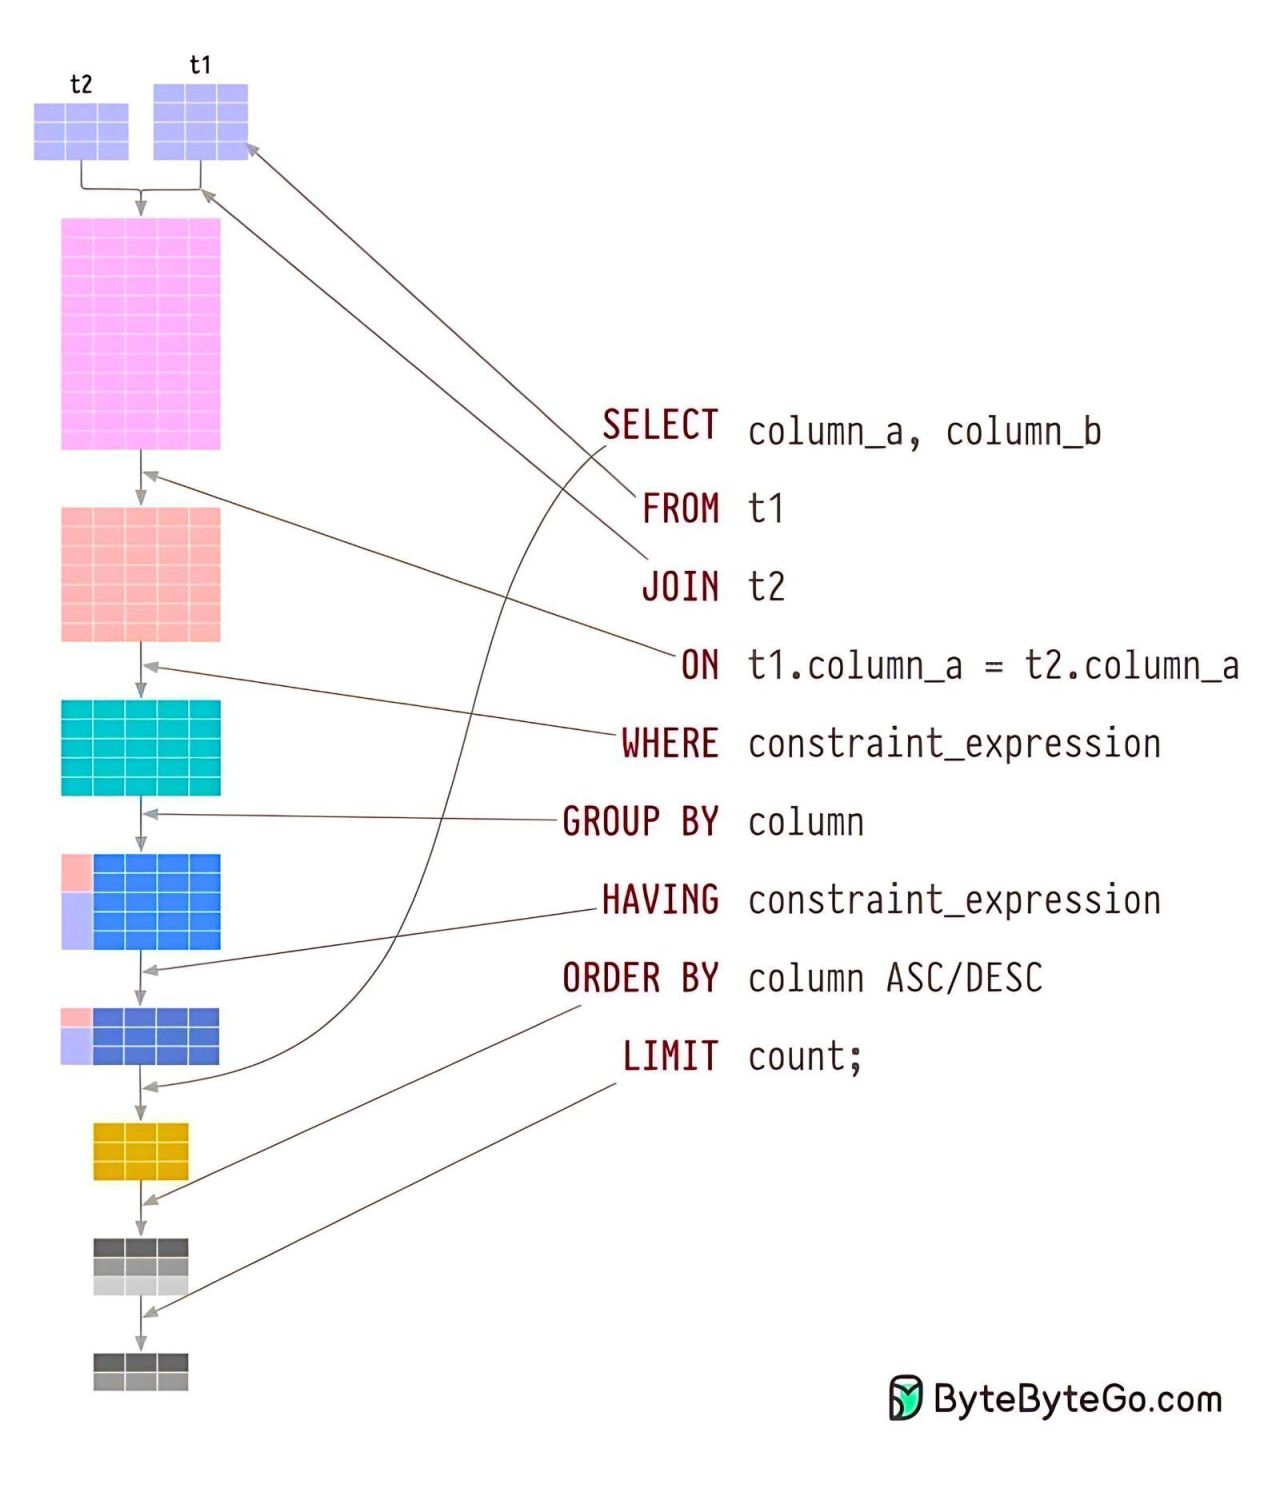 t2
t1
SELECT column_a, column_b
FROM t1
JOIN t2
ON t1.column_a = t2.column_a
WHERE constraint_expression
GROUP BY column
HAVING constraint_expression
ORDER BY column ASC/DESC
LIMIT count;
ByteByteGo.com